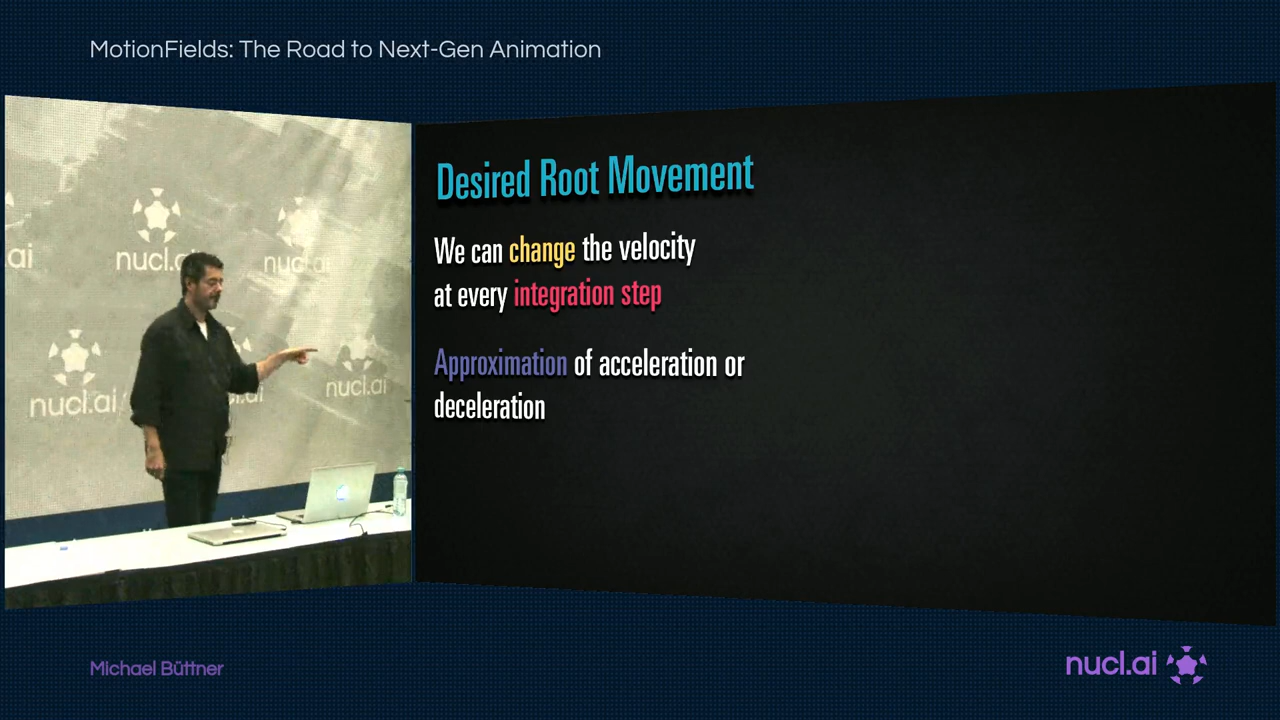 MotionFields: The Road to Next-Gen Animation
nucl.ai
nucl.ai
nucl.ai
nucl.ai
Desired Root Movement
We can change the velocity
at every integration step
Approximation of acceleration or
deceleration
Michael Büttner
nucl.ai